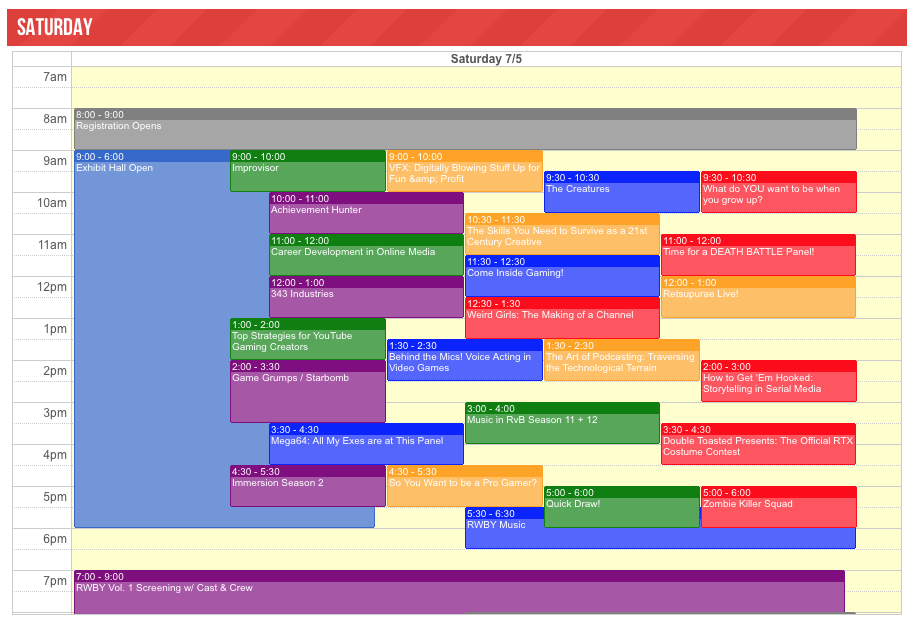 SATURDAY
Saturday 7/5
7am
8am
8:00 - 9:00
Registration Opens
9am
9:00 - 6:00
Exhibit Hall Open
9:00 - 10:00
Improvisor
9:00 - 10:00
VFX: Digitally Blowing Stuff Up for
Fun &amp; Profit
9:30 - 10:30
The Creatures
9:30 - 10:30
What do YOU want to be when
you grow up?
10am
10:00 - 11:00
Achievement Hunter
10:30 - 11:30
The Skills You Need to Survive as a 21st
Century Creative
11am
11:00 - 12:00
Career Development in Online Media
11:00 - 12:00
Time for a DEATH BATTLE Panel!
11:30 - 12:30
Come Inside Gaming!
12pm
12:00 - 1:00
343 Industries
12:00 - 1:00
Retsupurae Live!
12:30 - 1:30
Weird Girls: The Making of a Channel
1pm
1:00 - 2:00
Top Strategies for YouTube
Gaming Creators
1:30 - 2:30
Behind the Mics! Voice Acting in
Video Games
1:30 - 2:30
The Art of Podcasting: Traversing
the Technological Terrain
2pm
2:00 - 3:30
Game Grumps / Starbomb
2:00 - 3:00
How to Get 'Em Hooked:
Storytelling in Serial Media
3pm
3:00 - 4:00
Music in RvB Season 11 + 12
3:30 - 4:30
Mega64: All My Exes are at This Panel
3:30 - 4:30
Double Toasted Presents: The Official RTX
Costume Contest
4pm
4:30 - 5:30
Immersion Season 2
4:30 - 5:30
So You Want to be a Pro Gamer?
5pm
5:00 - 6:00
Quick Draw!
5:00 - 6:00
Zombie Killer Squad
5:30 - 6:30
RWBY Music
6pm
7pm
7:00 - 9:00
RWBY Vol. 1 Screening w/ Cast & Crew